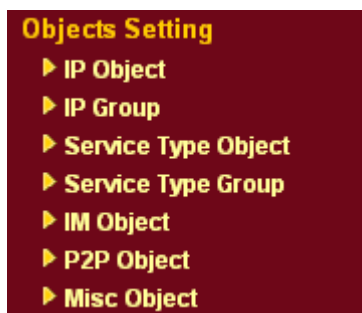 Objects Setting
IP Object
IP Group
Service Type Object
Service Type Group
IM Object
P2P Object
Misc Object